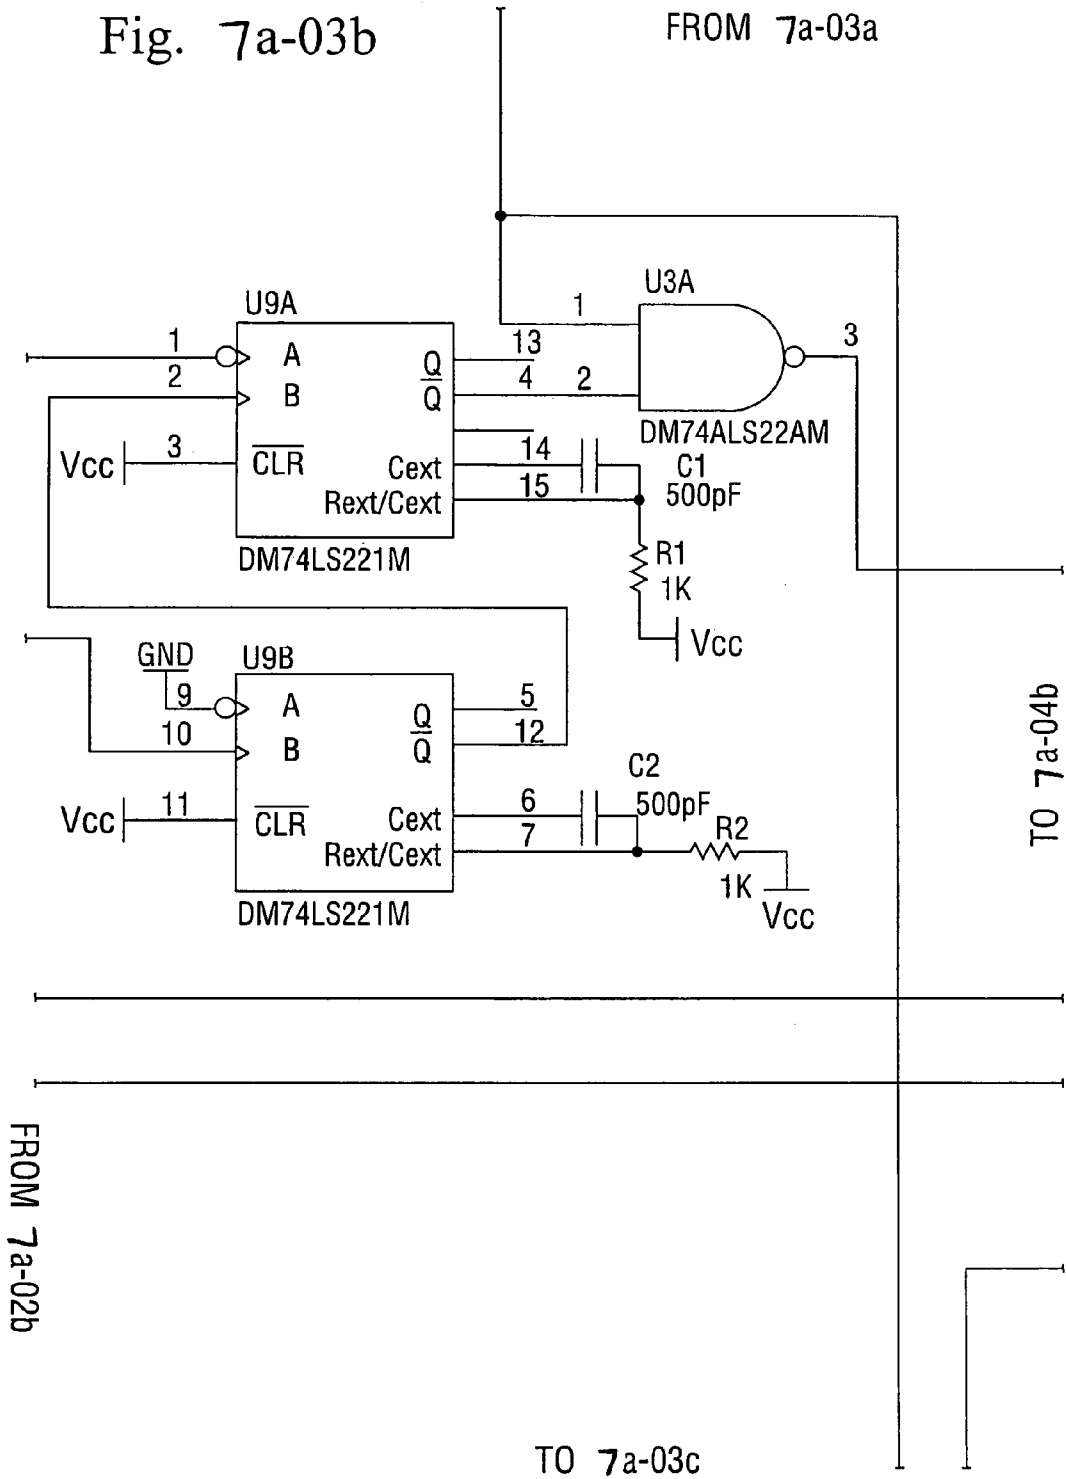 Fig. 7a-03b
FROM 7a-03a
U9A
U3A
1
1
13
3
A
Q
2
4
2
B
Q
DM74ALS22AM
Vcc
3
CLR
14
C1
Cext
500pF
15
Rext/Cext
DM74LS221M
R1
1K
Vcc
GND
U9B
9
A
5
Q
10
B
12
Q
C2
Vcc
11
CLR
6
500pF
Cext
7
R2
Rext/Cext
1K
DM74LS221M
Vcc
TO 7a-04b
FROM 7a-02b
TO 7a-03c